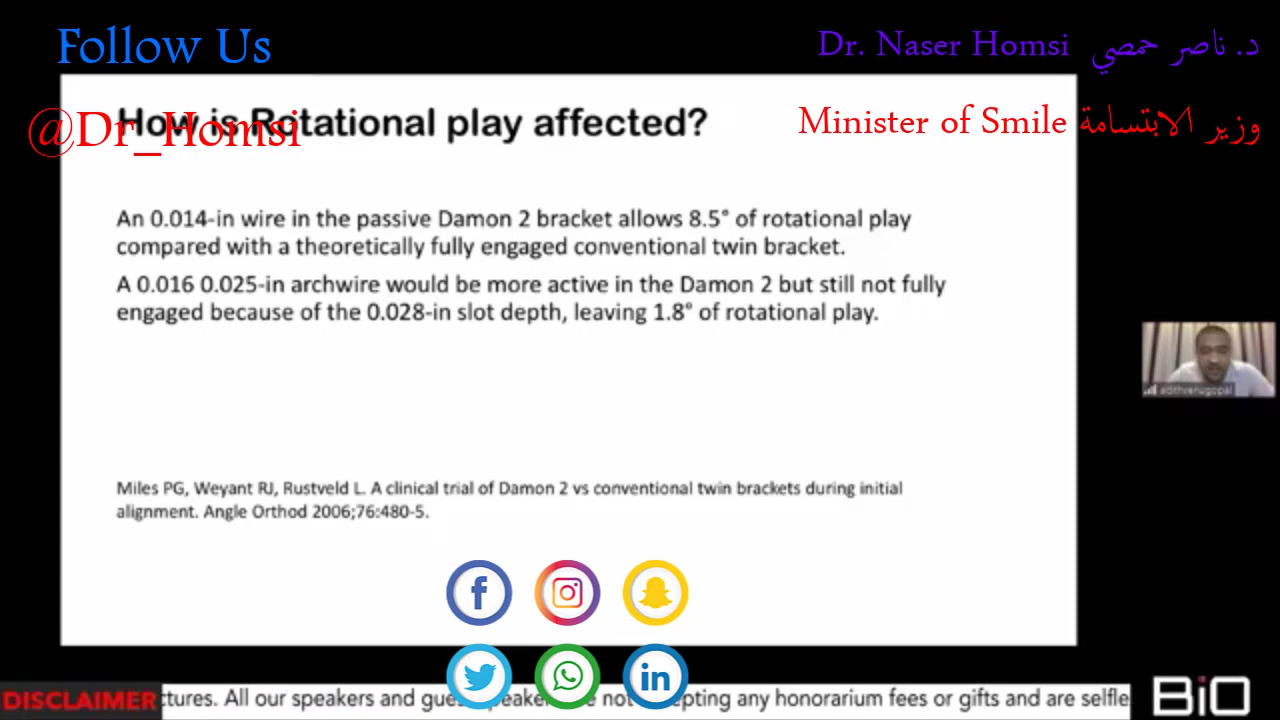 Follow Us
Dr. Naser Homsi د. ناصر حمصي
@Dr_Homsi
How is Rotational play affected?
Minister of Smile وزير الابتسامة
An 0.014-in wire in the passive Damon 2 bracket allows 8.5° of rotational play
compared with a theoretically fully engaged conventional twin bracket.
A 0.016 0.025-in archwire would be more active in the Damon 2 but still not fully
engaged because of the 0.028-in slot depth, leaving 1.8° of rotational play.
adithvenugopal
Miles PG, Weyant RJ, Rustveld L. A clinical trial of Damon 2 vs conventional twin brackets during initial
alignment. Angle Orthod 2006;76:480-5.
DISCLAIMER ctures. All our speakers and not any honorarium fees or gifts and are selfle
BiO